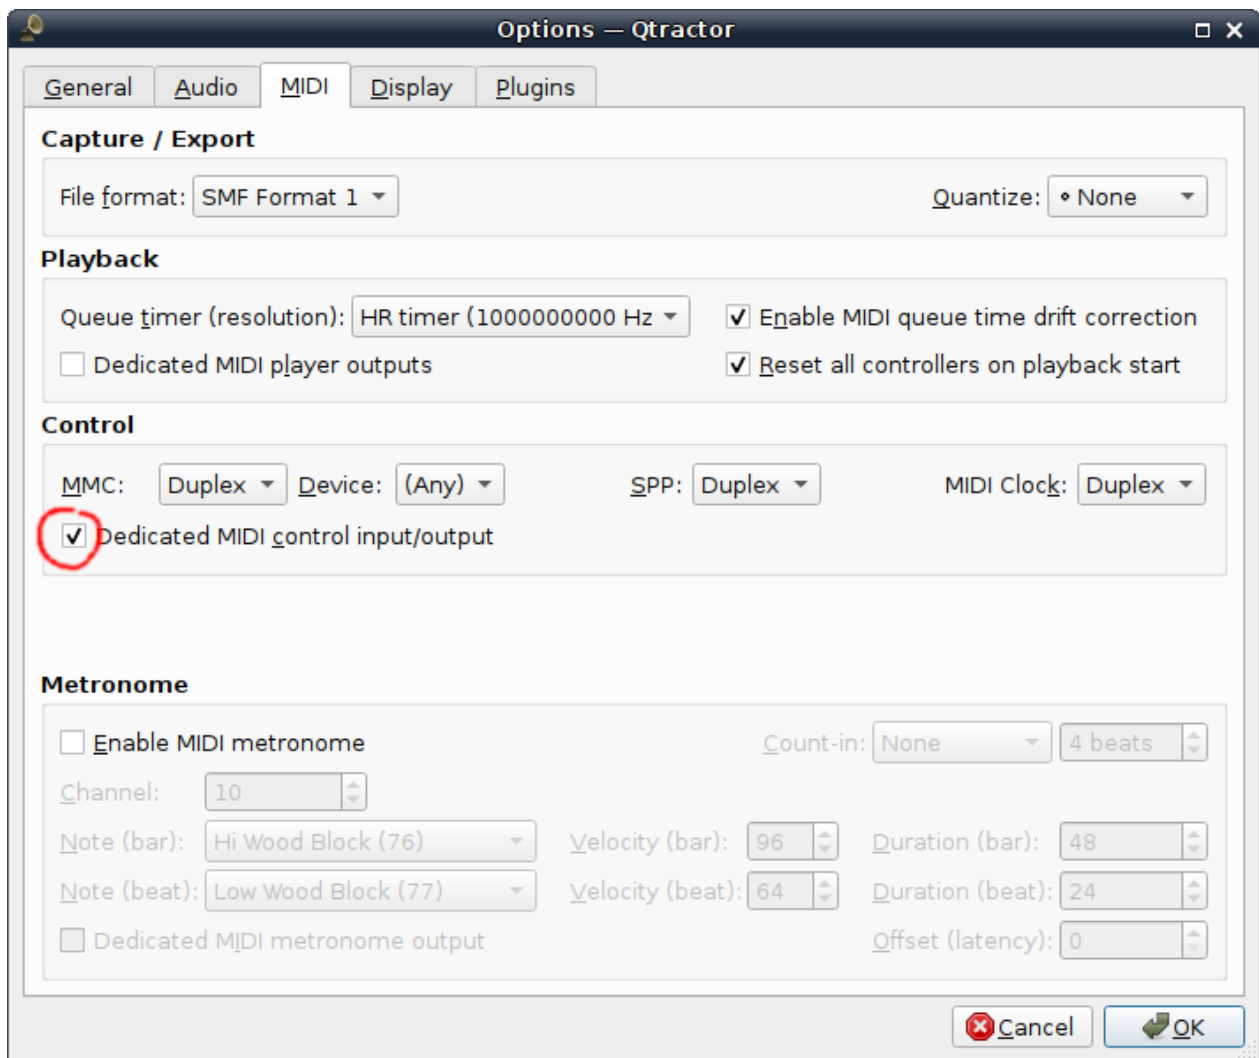 Options — Qtractor
General Audio MIDI Display Plugins
Capture / Export
File format: SMF Format 1 Quantize: None
Playback
Queue timer (resolution): HR timer (1000000000 Hz Enable MIDI queue time drift correction
Dedicated MIDI player outputs Reset all controllers on playback start
Control
MMC: Duplex Device: (Any) SPP: Duplex MIDI Clock: Duplex
Dedicated MIDI control input/output
Metronome
Enable MIDI metronome Count-in: None 4 beats
Channel: 10
Note (bar): Hi Wood Block (76) Velocity (bar): 96 Duration (bar): 48
Note (beat): Low Wood Block (77) Velocity (beat): 64 Duration (beat): 24
Dedicated MIDI metronome output Offset (latency): 0
Cancel OK